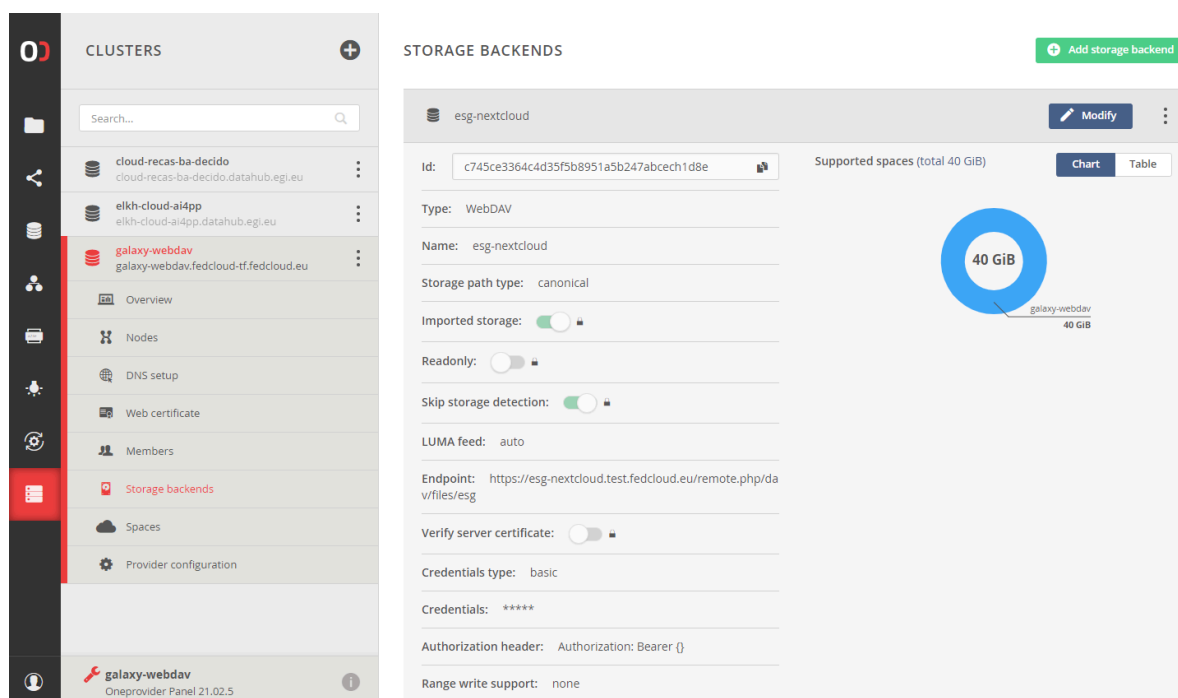 CLUSTERS
Search...
cloud-recas-ba-decido
cloud-recas-ba-decido.datahub.egi.eu
elkh-cloud-ai4pp
elkh-cloud-ai4pp.datahub.egi.eu
galaxy-webdav
galaxy-webdav.fedcloud-tf.fedcloud.eu
Overview
Nodes
DNS setup
Web certificate
Members
Storage backends
Spaces
Provider configuration
galaxy-webdav
Oneprovider Panel 21.02.5
STORAGE BACKENDS
Add storage backend
esg-nextcloud
Modify
Id: c745ce3364c4d35f5b8951a5b247abcech1d8e
Type: WebDAV
Name: esg-nextcloud
Storage path type: canonical
Imported storage:
Readonly:
Skip storage detection:
LUMA feed: auto
Endpoint: https://esg-nextcloud.test.fedcloud.eu/remote.php/da
v/files/esg
Verify server certificate:
Credentials type: basic
Credentials: *****
Authorization header: Authorization: Bearer {}
Range write support: none
Supported spaces (total 40 GiB)
Chart Table
40 GiB
galaxy-webdav
40 GiB